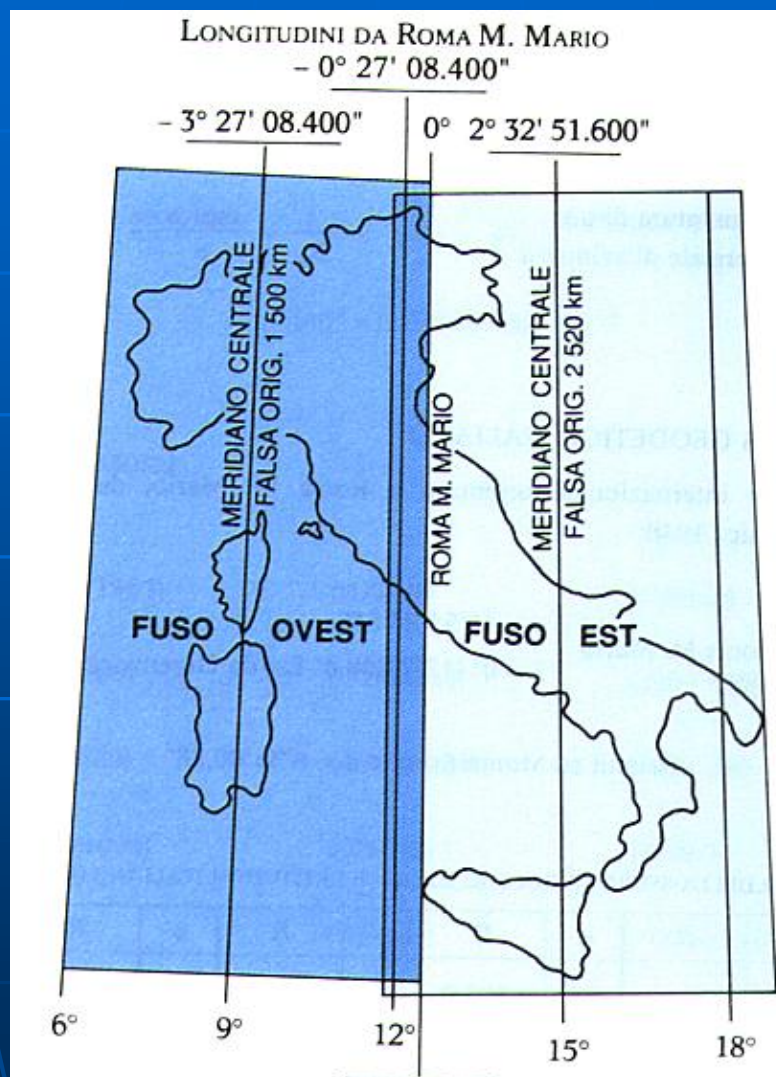 LONGITUDINI DA ROMA M. MARIO
– 0° 27' 08.400"
– 3° 27' 08.400"
0°
2° 32' 51.600"
MERIDIANO CENTRALE
FALSA ORIG. 1 500 km
ROMA M. MARIO
MERIDIANO CENTRALE
FALSA ORIG. 2 520 km
FUSO OVEST
FUSO EST
6°
9°
12°
15°
18°